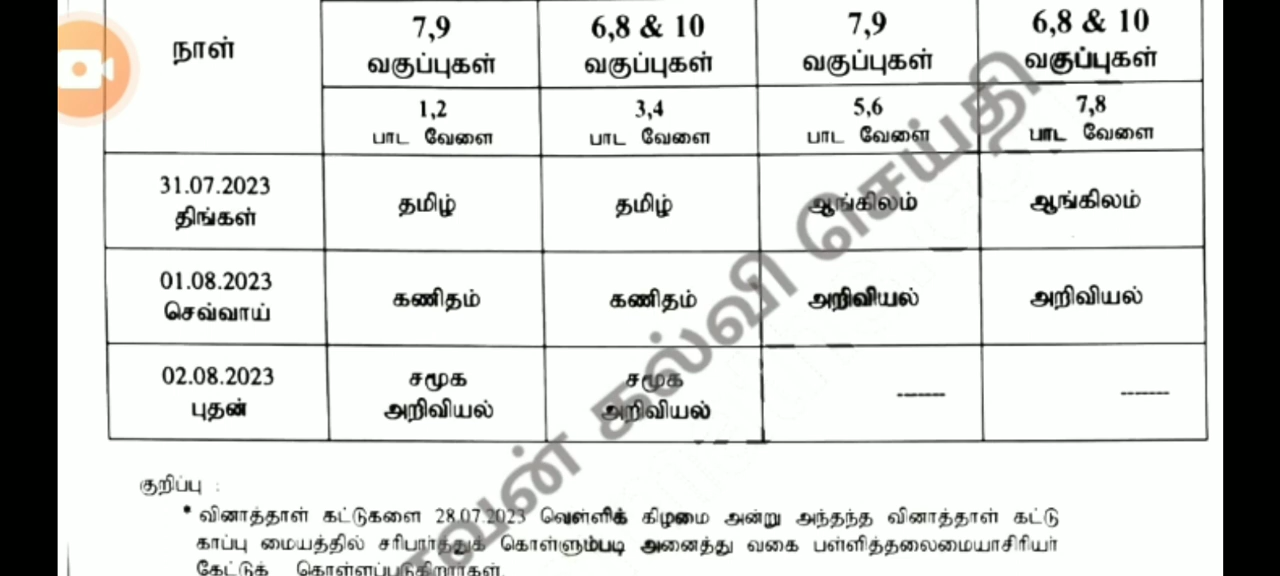 நாள்
7,9
வகுப்புகள்
6,8 & 10
வகுப்புகள்
7,9
வகுப்புகள்
6,8 & 10
வகுப்புகள்
1,2
பாட வேளை
3,4
பாட வேளை
5,6
பாட வேளை
7,8
பாட வேளை
31.07.2023
திங்கள்
தமிழ்
தமிழ்
ஆங்கிலம்
ஆங்கிலம்
01.08.2023
செவ்வாய்
கணிதம்
கணிதம்
அறிவியல்
அறிவியல்
02.08.2023
புதன்
சமூக
அறிவியல்
சமூக
அறிவியல்
-------
-------
குறிப்பு :
* வினாத்தாள் கட்டுகளை 28.07.2023 வெள்ளிக் கிழமை அன்று அந்தந்த வினாத்தாள் கட்டு
காப்பு மையத்தில் சரிபார்த்துக் கொள்ளும்படி அனைத்து வகை பள்ளித்தலைமையாசிரியர்
கேட்டுக் கொள்ளப்படுகிறார்கள்.
கல்வி செய்தி